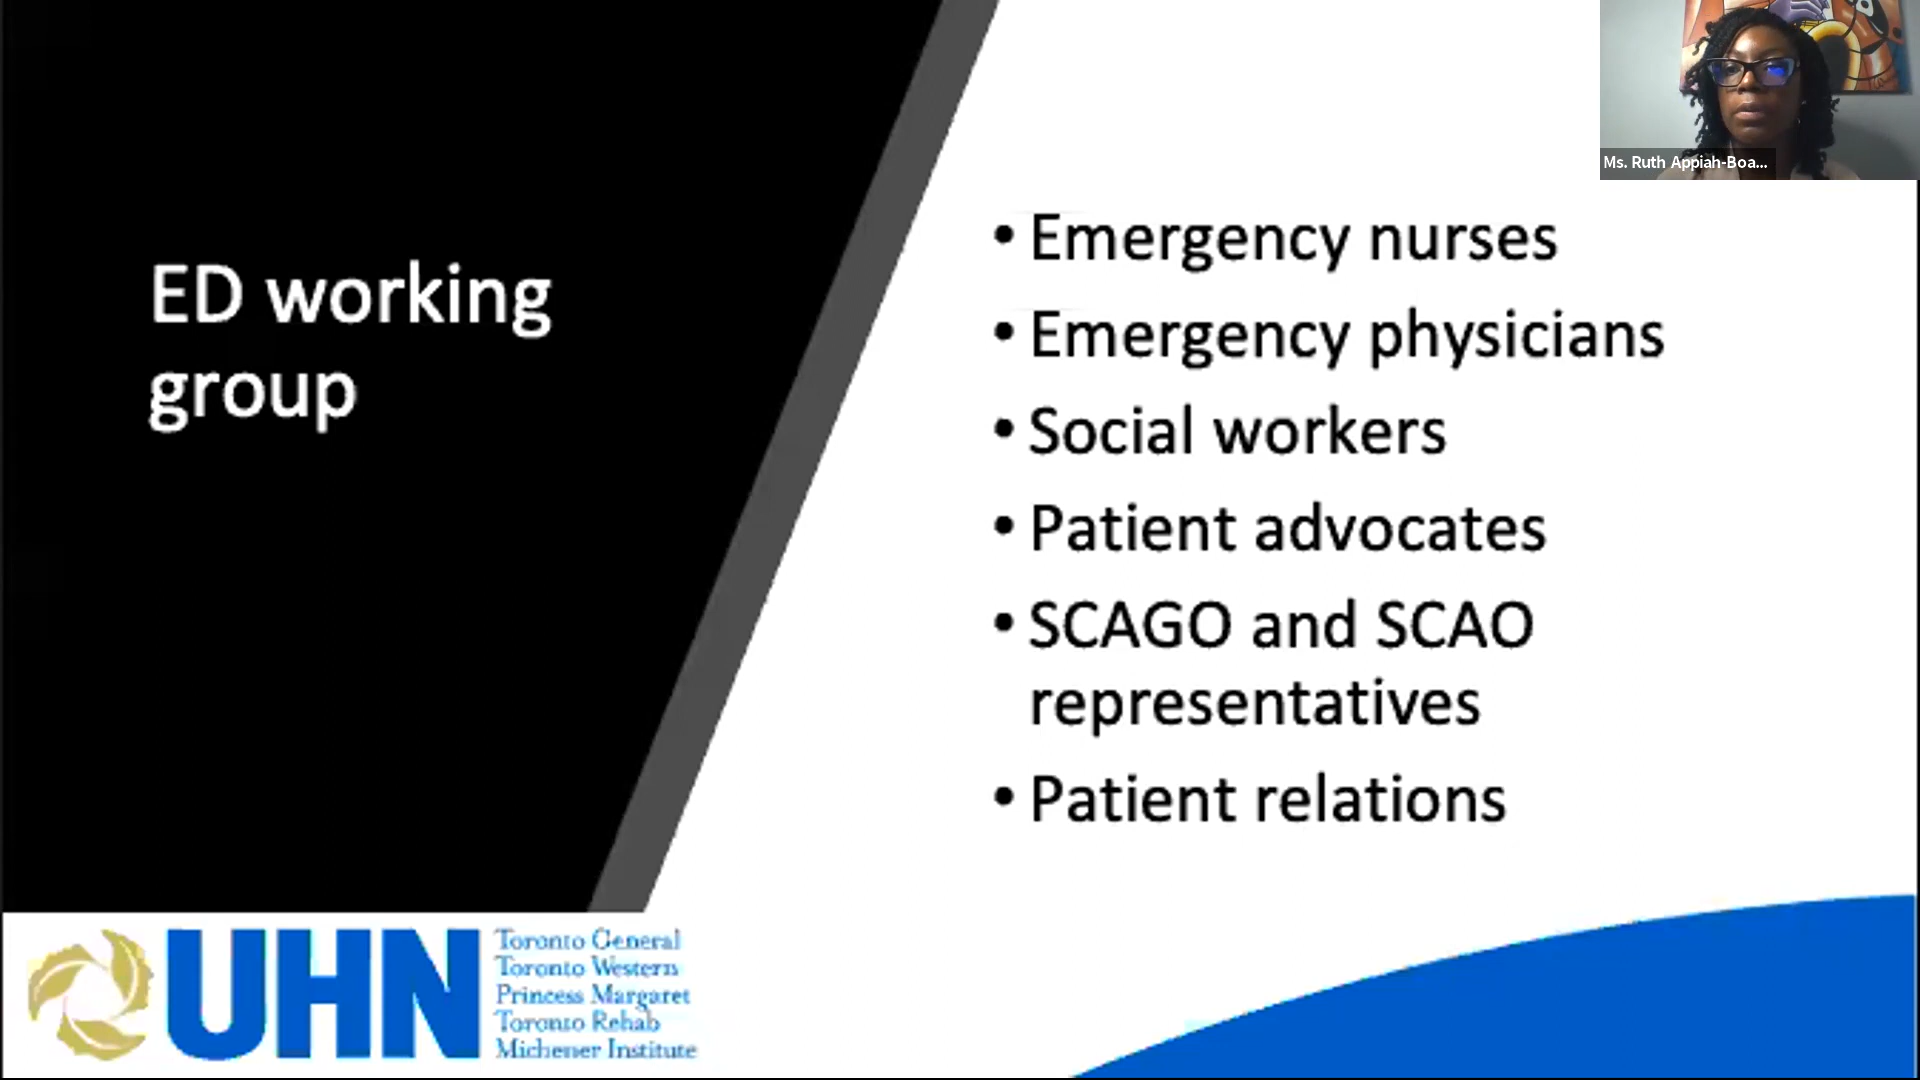 ED working
group
Ms. Ruth Appiah-Boa...
• Emergency nurses
• Emergency physicians
• Social workers
• Patient advocates
• SCAGO and SCAO
representatives
• Patient relations
UHN
Toronto General
Toronto Western
Princess Margaret
Toronto Rehab
Michener Institute